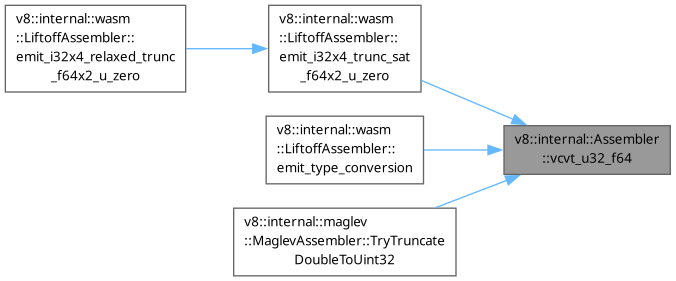 v8::internal::wasm
::LiftoffAssembler::
emit_i32x4_relaxed_trunc
_f64x2_u_zero
v8::internal::wasm
::LiftoffAssembler::
emit_i32x4_trunc_sat
_f64x2_u_zero
v8::internal::wasm
::LiftoffAssembler::
emit_type_conversion
v8::internal::maglev
::MaglevAssembler::TryTruncate
DoubleToUint32
v8::internal::Assembler
::vcvt_u32_f64